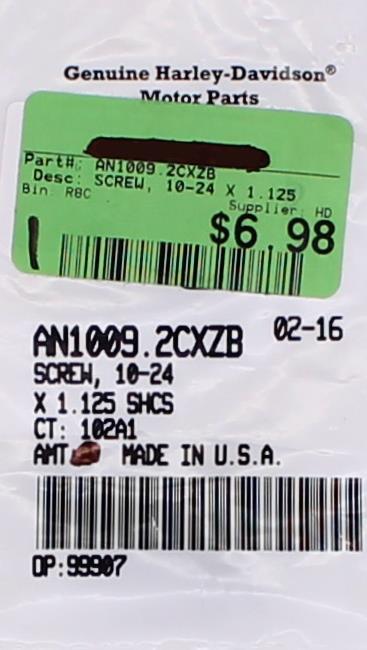 Genuine Harley-Davidson®
Motor Parts
Part#: AN1009.2CXZB
Desc: SCREW, 10-24 X 1.125
Bin: RBC
Supplier: HD
$6.98
AN1009.2CXZB 02-16
SCREW, 10-24
X 1.125 SHCS
CT: 102A1
AMT MADE IN U.S.A.
DP:99907